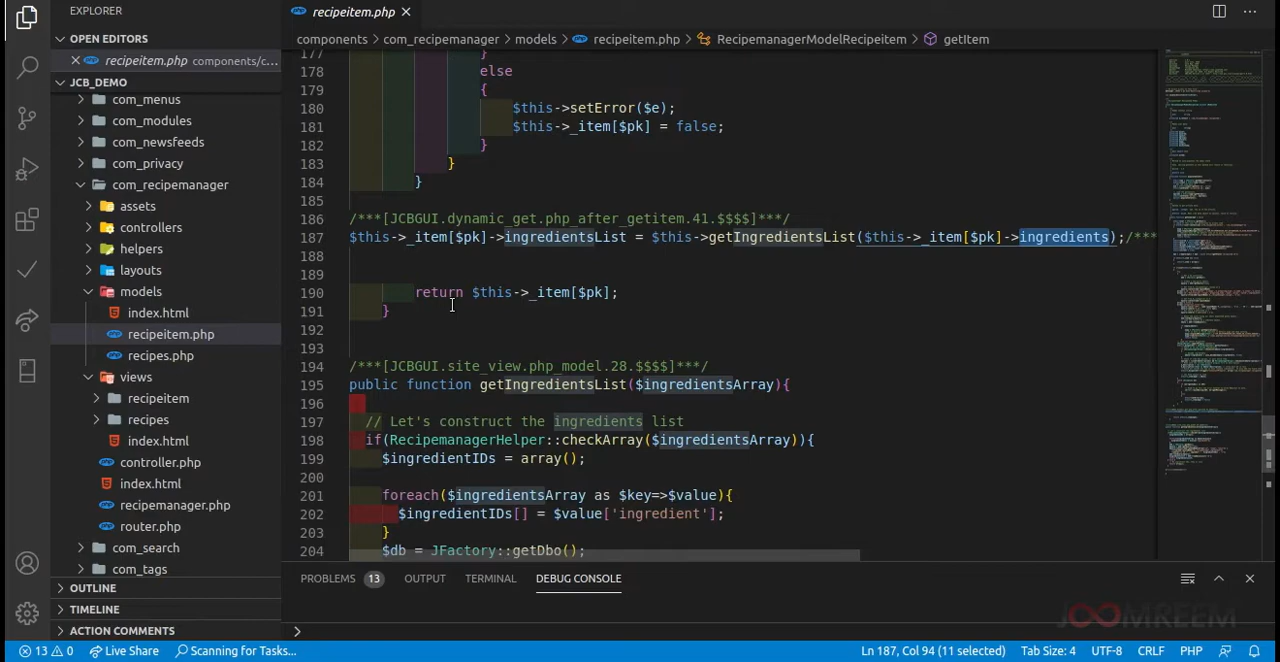 EXPLORER
OPEN EDITORS
recipeitem.php components/c...
JCB_DEMO
com_menus
com_modules
com_newsfeeds
com_privacy
com_recipemanager
assets
controllers
helpers
layouts
models
index.html
recipeitem.php
recipes.php
views
recipeitem
recipes
index.html
controller.php
index.html
recipemanager.php
router.php
com_search
com_tags
OUTLINE
TIMELINE
ACTION COMMENTS
recipeitem.php
components > com_recipemanager > models > recipeitem.php > RecipemanagerModelRecipeitem > getItem
177 }
178 else
179 {
180 $this->setError($e);
181 $this->_item[$pk] = false;
182 }
183 }
184 }
185
186 /***[JCBGUI.dynamic_get.php_after_getitem.41.$$$$]***/
187 $this->_item[$pk]->ingredientsList = $this->getIngredientsList($this->_item[$pk]->ingredients);/***
188
189
190 return $this->_item[$pk];
191 }
192
193
194 /***[JCBGUI.site_view.php_model.28.$$$$]***/
195 public function getIngredientsList($ingredientsArray){
196
197 // Let's construct the ingredients list
198 if(RecipemanagerHelper::checkArray($ingredientsArray)){
199 $ingredientIDs = array();
200
201 foreach($ingredientsArray as $key=>$value){
202 $ingredientIDs[] = $value['ingredient'];
203 }
204 $db = JFactory::getDbo();
PROBLEMS 13 OUTPUT TERMINAL DEBUG CONSOLE
JOOMREEM
13 0 Live Share Scanning for Tasks... Ln 187, Col 94 (11 selected) Tab Size: 4 UTF-8 CRLF PHP